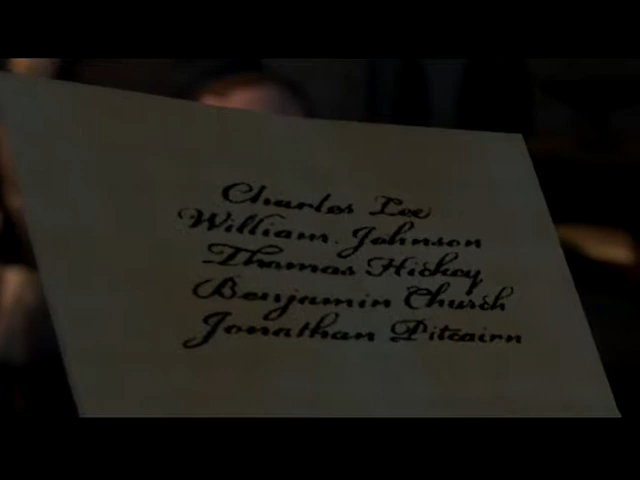 Charles Lee
William Johnson
Thomas Hickey
Benjamin Church
Jonathan Pitcairn